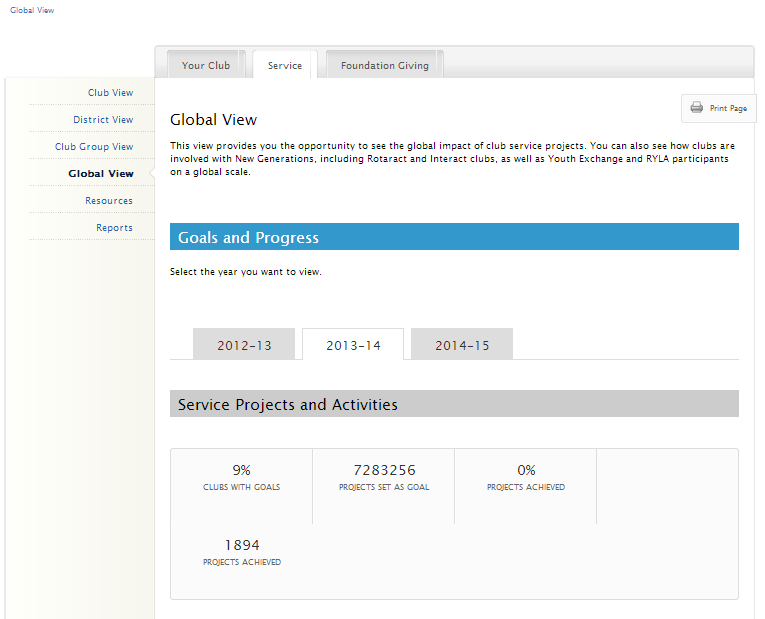 Global View
Your Club
Service
Foundation Giving
Club View
District View
Club Group View
Global View
Resources
Reports
Print Page
Global View
This view provides you the opportunity to see the global impact of club service projects. You can also see how clubs are
involved with New Generations, including Rotaract and Interact clubs, as well as Youth Exchange and RYLA participants
on a global scale.
Goals and Progress
Select the year you want to view.
2012-13
2013-14
2014-15
Service Projects and Activities
9%
CLUBS WITH GOALS
7283256
PROJECTS SET AS GOAL
0%
PROJECTS ACHIEVED
1894
PROJECTS ACHIEVED